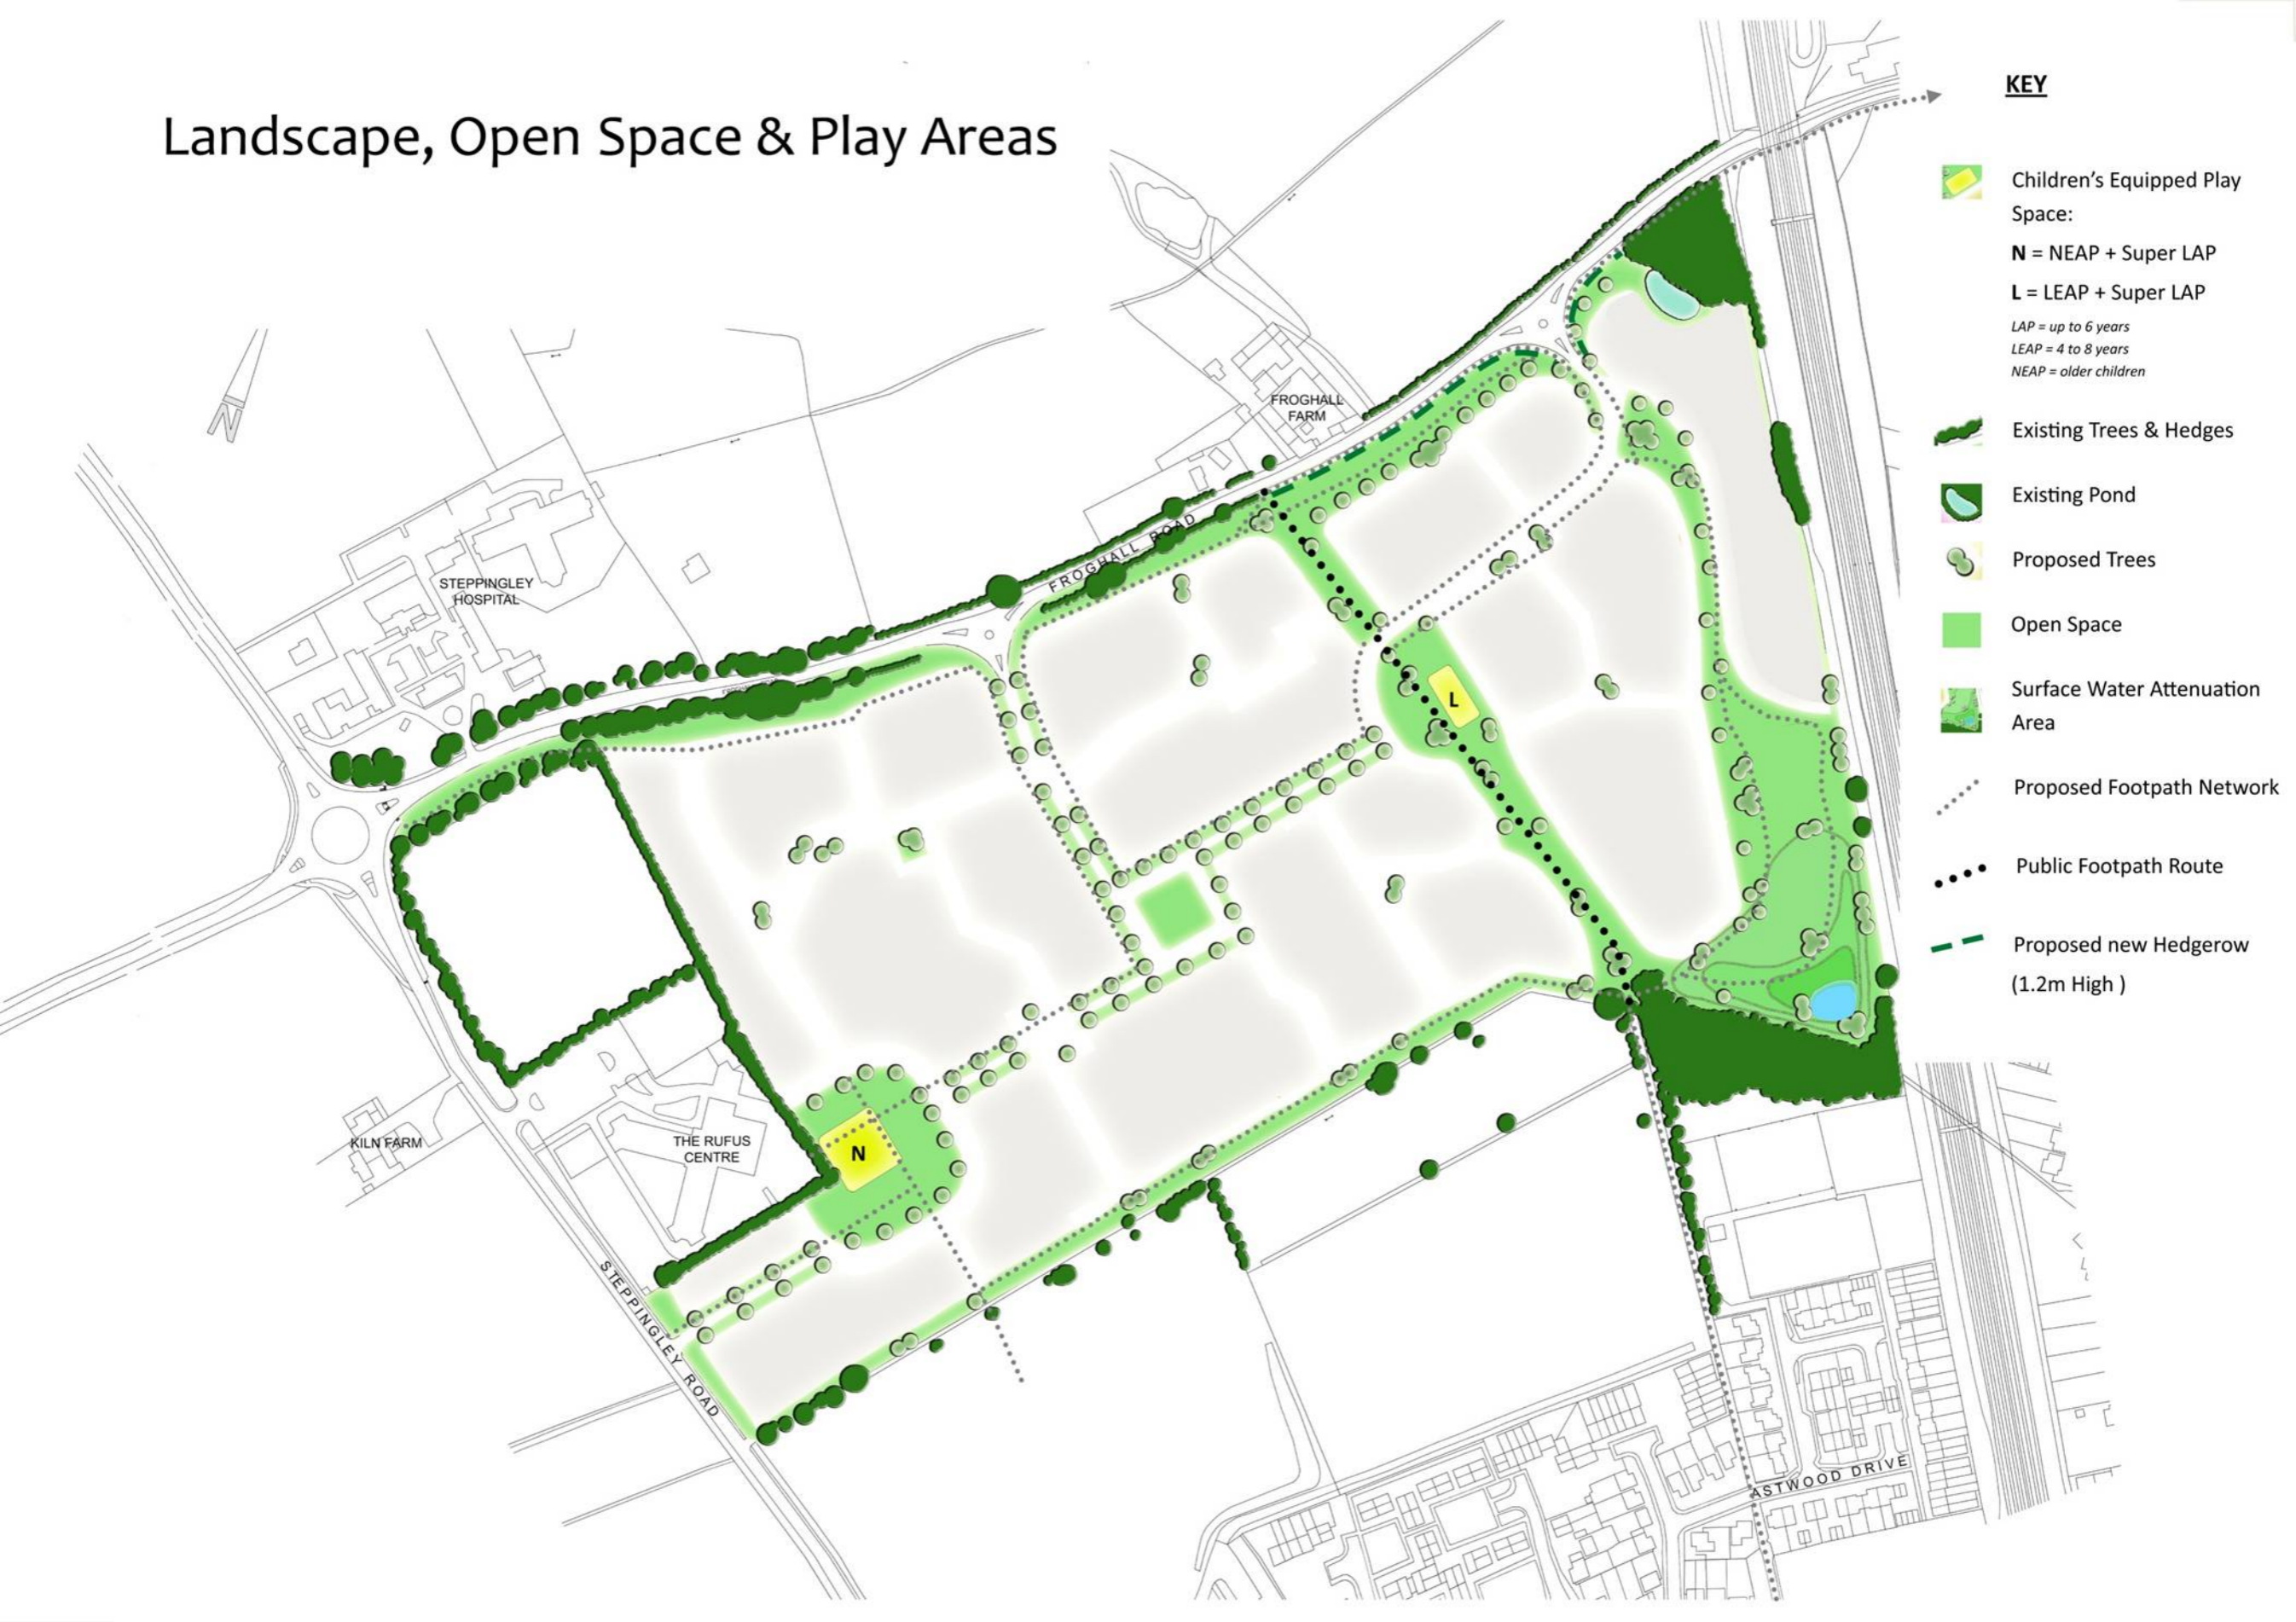 Landscape, Open Space & Play Areas
KEY
Children's Equipped Play
Space:
N = NEAP + Super LAP
L = LEAP + Super LAP
LAP = up to 6 years
LEAP = 4 to 8 years
NEAP = older children
Existing Trees & Hedges
Existing Pond
Proposed Trees
Open Space
Surface Water Attenuation
Area
Proposed Footpath Network
Public Footpath Route
Proposed new Hedgerow
(1.2m High )
N
FROGHALL
FARM
FROGHALL ROAD
STEPPINGLEY
HOSPITAL
L
KILN FARM
THE RUFUS
CENTRE
N
STEPPINGLEY ROAD
ASTWOOD DRIVE